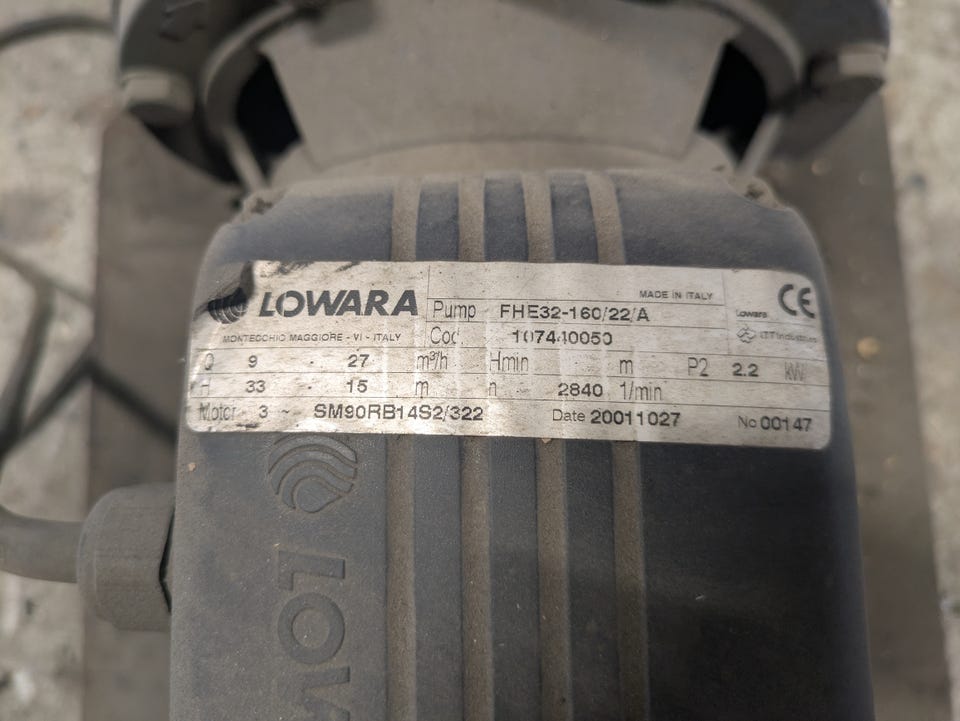 LOWARA
MONTECCHIO MAGGIORE - VI - ITALY
MADE IN ITALY
Pump FHE32-160/22/A
Cod 107440050
Lowara
ITT Industries
CE
Q 9 - 27 m³/h Hmin m P2 2.2 kW
H 33 - 15 m n 2840 1/min
Motor 3 ~ SM90RB14S2/322 Date 20011027 No 00147
LOW